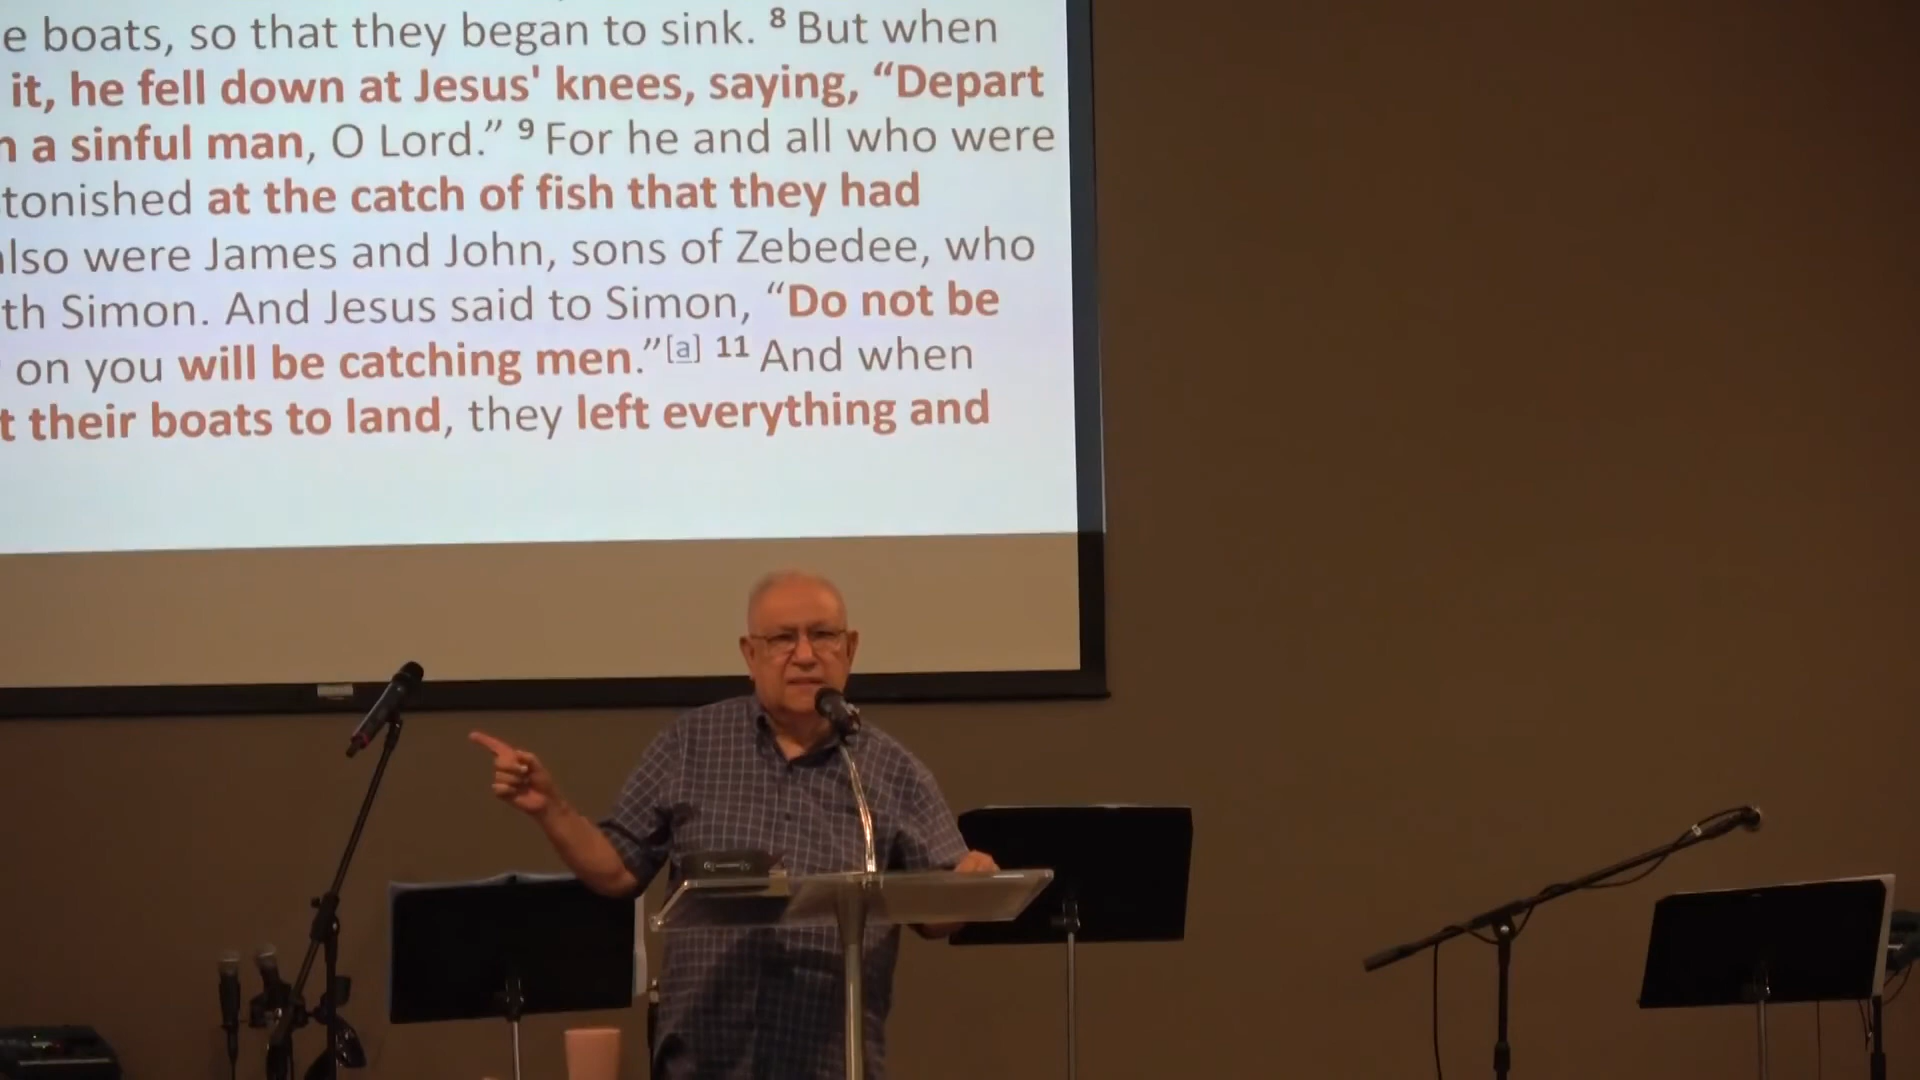 e boats, so that they began to sink. 8 But when
it, he fell down at Jesus' knees, saying, “Depart
a sinful man, O Lord.” 9 For he and all who were
tonished at the catch of fish that they had
lso were James and John, sons of Zebedee, who
th Simon. And Jesus said to Simon, “Do not be
on you will be catching men.”[a] 11 And when
t their boats to land, they left everything and